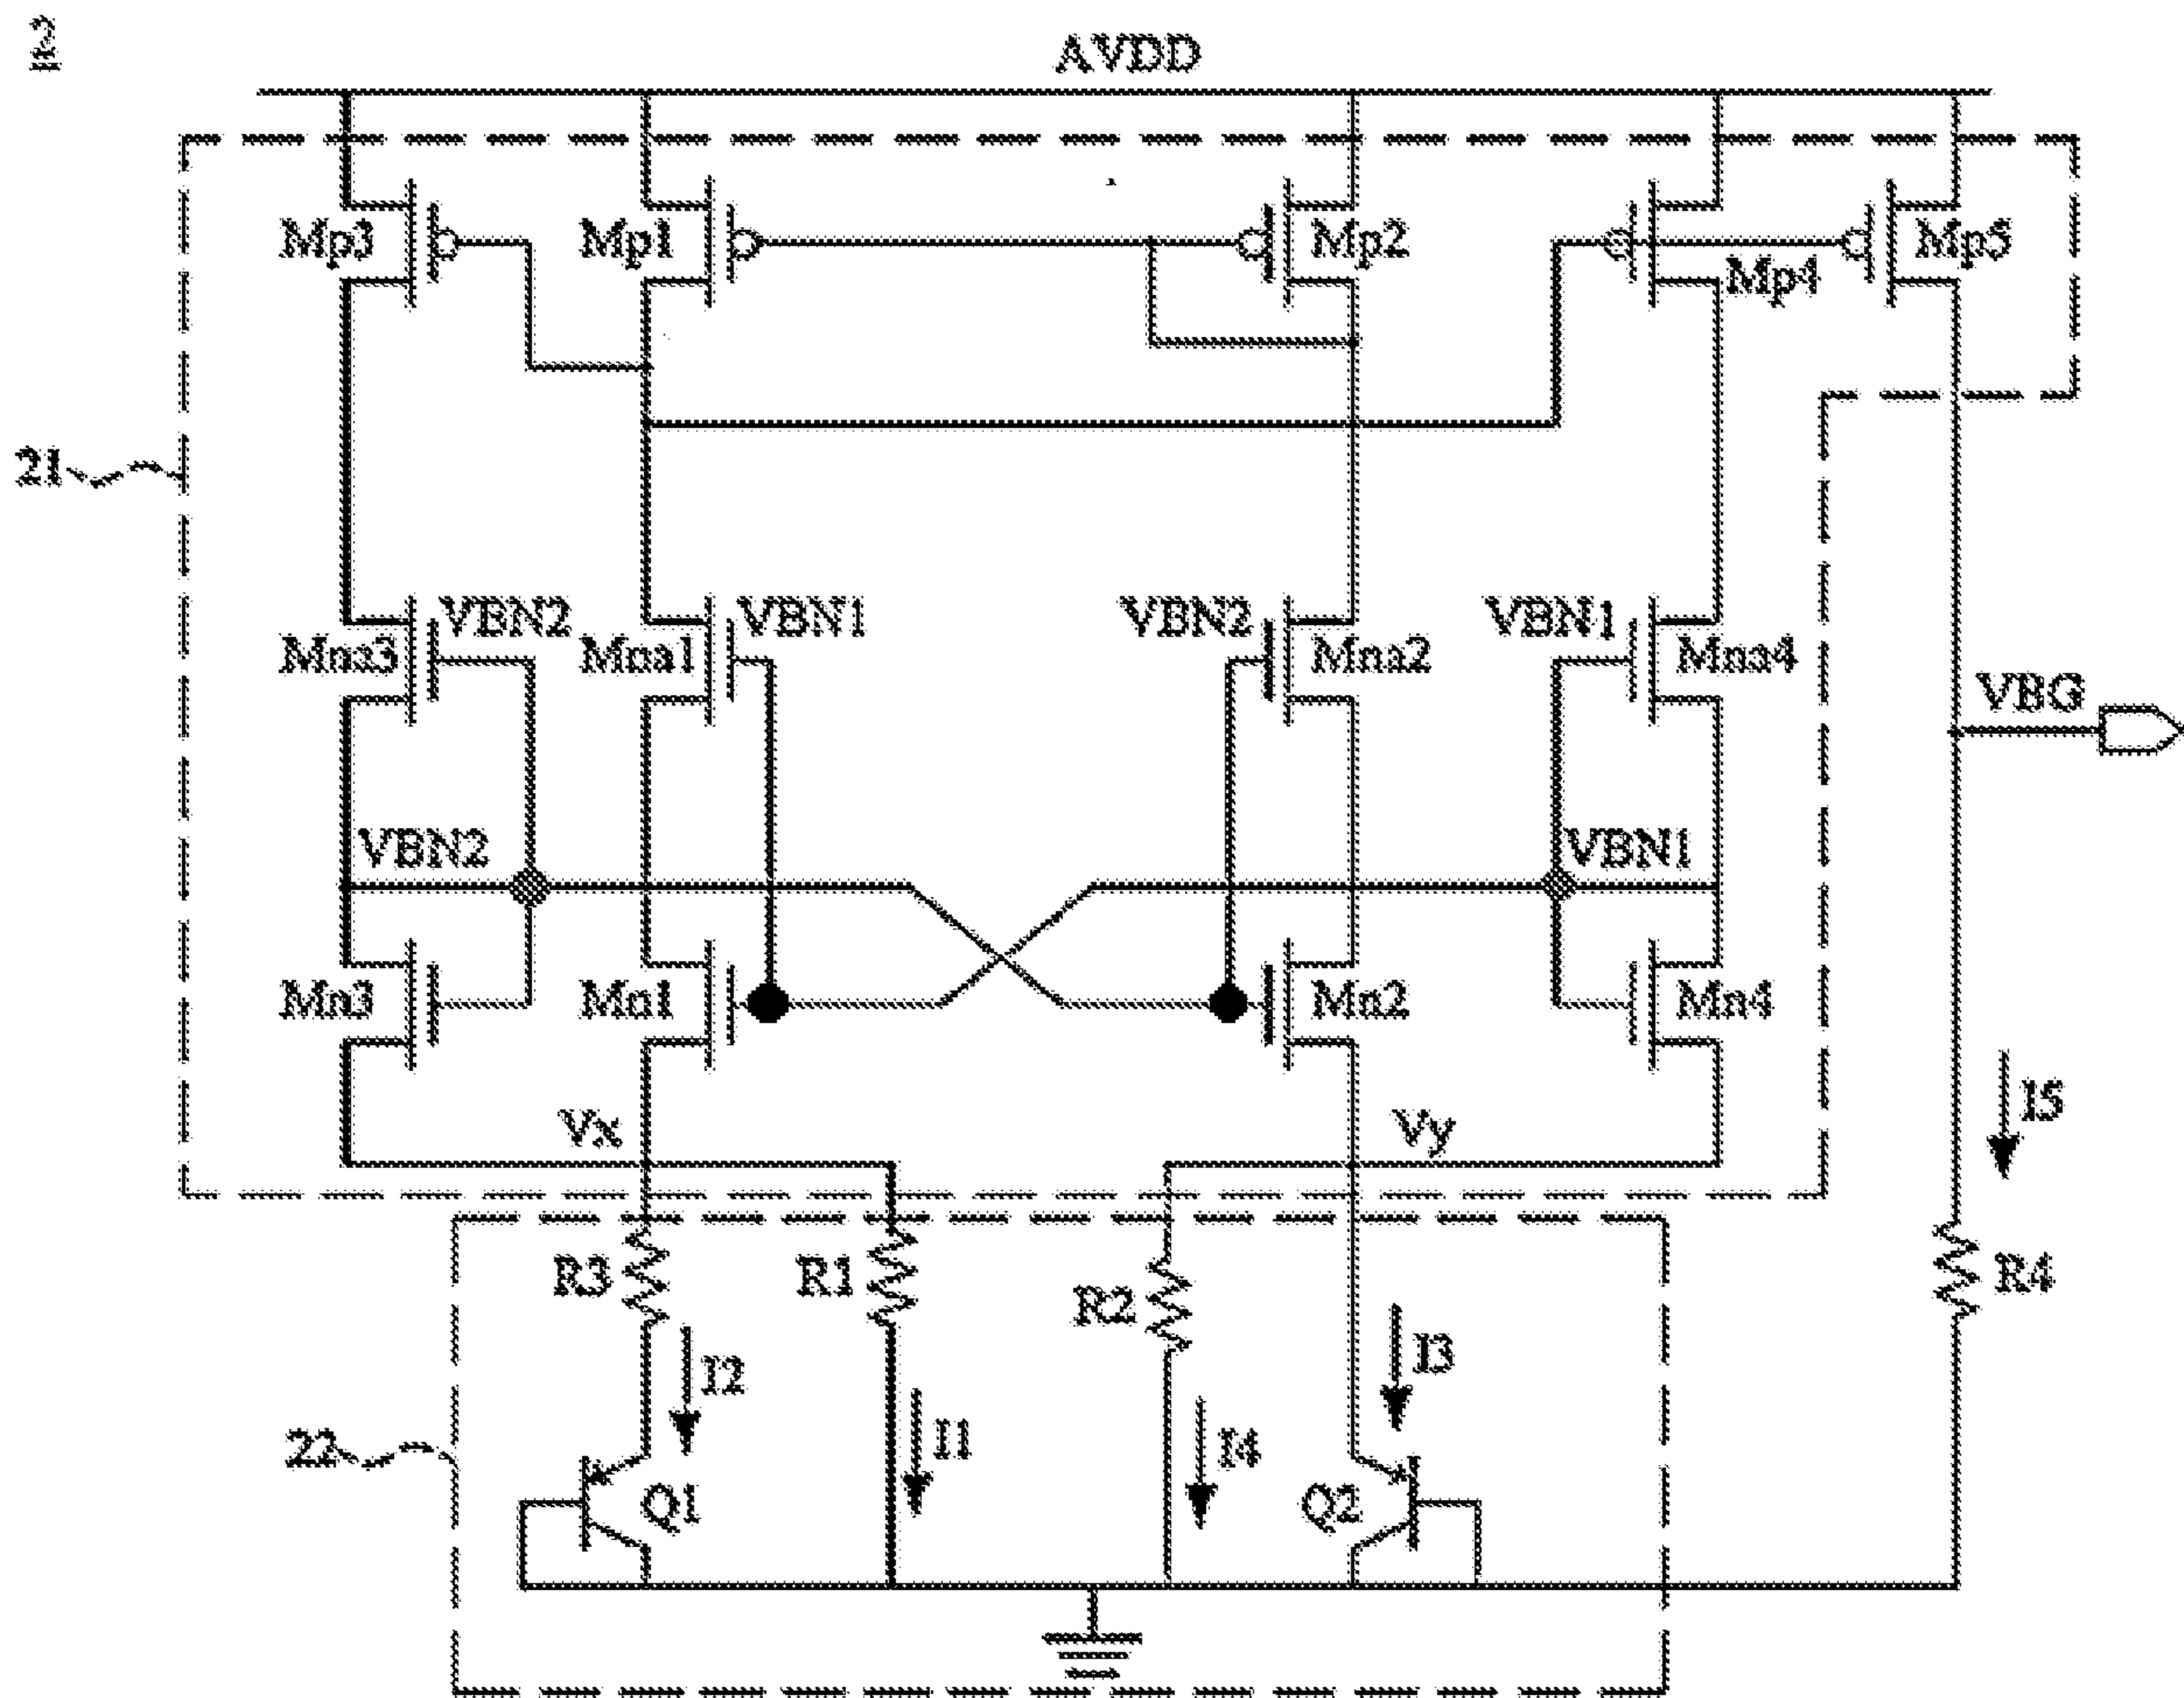 2
AVDD
Mp3
Mp1
Mp2
Mp4
Mp5
21
Mna3
VBN2
Mna1
VBN1
VBN2
Mna2
VBN1
Mna4
VBG
VBN2
VBN1
Mn3
Mn1
Mn2
Mn4
Vx
Vy
I5
R3
R1
R2
R4
I2
I3
22
I1
I4
Q1
Q2